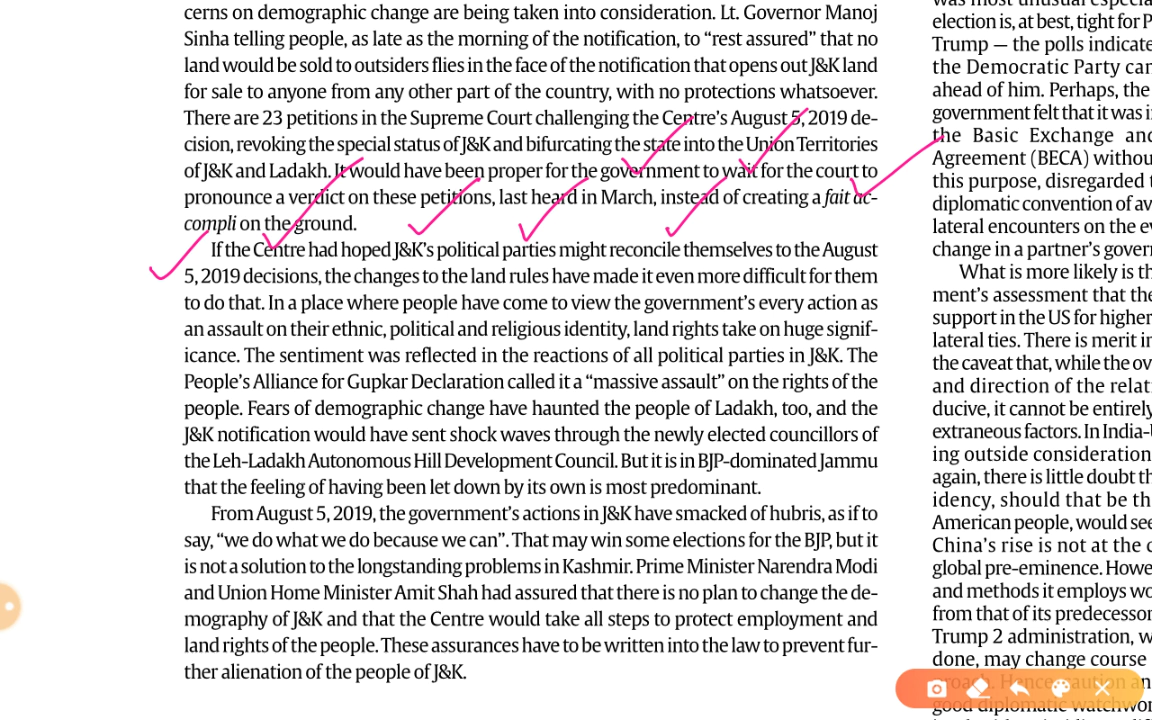 cerns on demographic change are being taken into consideration. Lt. Governor Manoj
Sinha telling people, as late as the morning of the notification, to “rest assured” that no
land would be sold to outsiders flies in the face of the notification that opens out J&K land
for sale to anyone from any other part of the country, with no protections whatsoever.
There are 23 petitions in the Supreme Court challenging the Centre’s August 5, 2019 de-
cision, revoking the special status of J&K and bifurcating the state into the Union Territories
of J&K and Ladakh. It would have been proper for the government to wait for the court to
pronounce a verdict on these petitions, last heard in March, instead of creating a fait ac-
compli on the ground.
If the Centre had hoped J&K’s political parties might reconcile themselves to the August
5, 2019 decisions, the changes to the land rules have made it even more difficult for them
to do that. In a place where people have come to view the government’s every action as
an assault on their ethnic, political and religious identity, land rights take on huge signif-
icance. The sentiment was reflected in the reactions of all political parties in J&K. The
People’s Alliance for Gupkar Declaration called it a “massive assault” on the rights of the
people. Fears of demographic change have haunted the people of Ladakh, too, and the
J&K notification would have sent shock waves through the newly elected councillors of
the Leh-Ladakh Autonomous Hill Development Council. But it is in BJP-dominated Jammu
that the feeling of having been let down by its own is most predominant.
From August 5, 2019, the government’s actions in J&K have smacked of hubris, as if to
say, “we do what we do because we can”. That may win some elections for the BJP, but it
is not a solution to the longstanding problems in Kashmir. Prime Minister Narendra Modi
and Union Home Minister Amit Shah had assured that there is no plan to change the de-
mography of J&K and that the Centre would take all steps to protect employment and
land rights of the people. These assurances have to be written into the law to prevent fur-
ther alienation of the people of J&K.
election is, at best, tight for P
Trump — the polls indicate
the Democratic Party can
ahead of him. Perhaps, the
government felt that it was i
the Basic Exchange and
Agreement (BECA) withou
this purpose, disregarded t
diplomatic convention of av
lateral encounters on the e
change in a partner’s gover
What is more likely is th
ment’s assessment that the
support in the US for higher
lateral ties. There is merit i
the caveat that, while the ov
and direction of the relat
ducive, it cannot be entirely
extraneous factors. In India-
ing outside consideration
again, there is little doubt th
idency, should that be th
American people, would see
China’s rise is not at the c
global pre-eminence. Howe
and methods it employs wo
from that of its predecessor
Trump 2 administration, w
done, may change course
good diplomatic watchwor